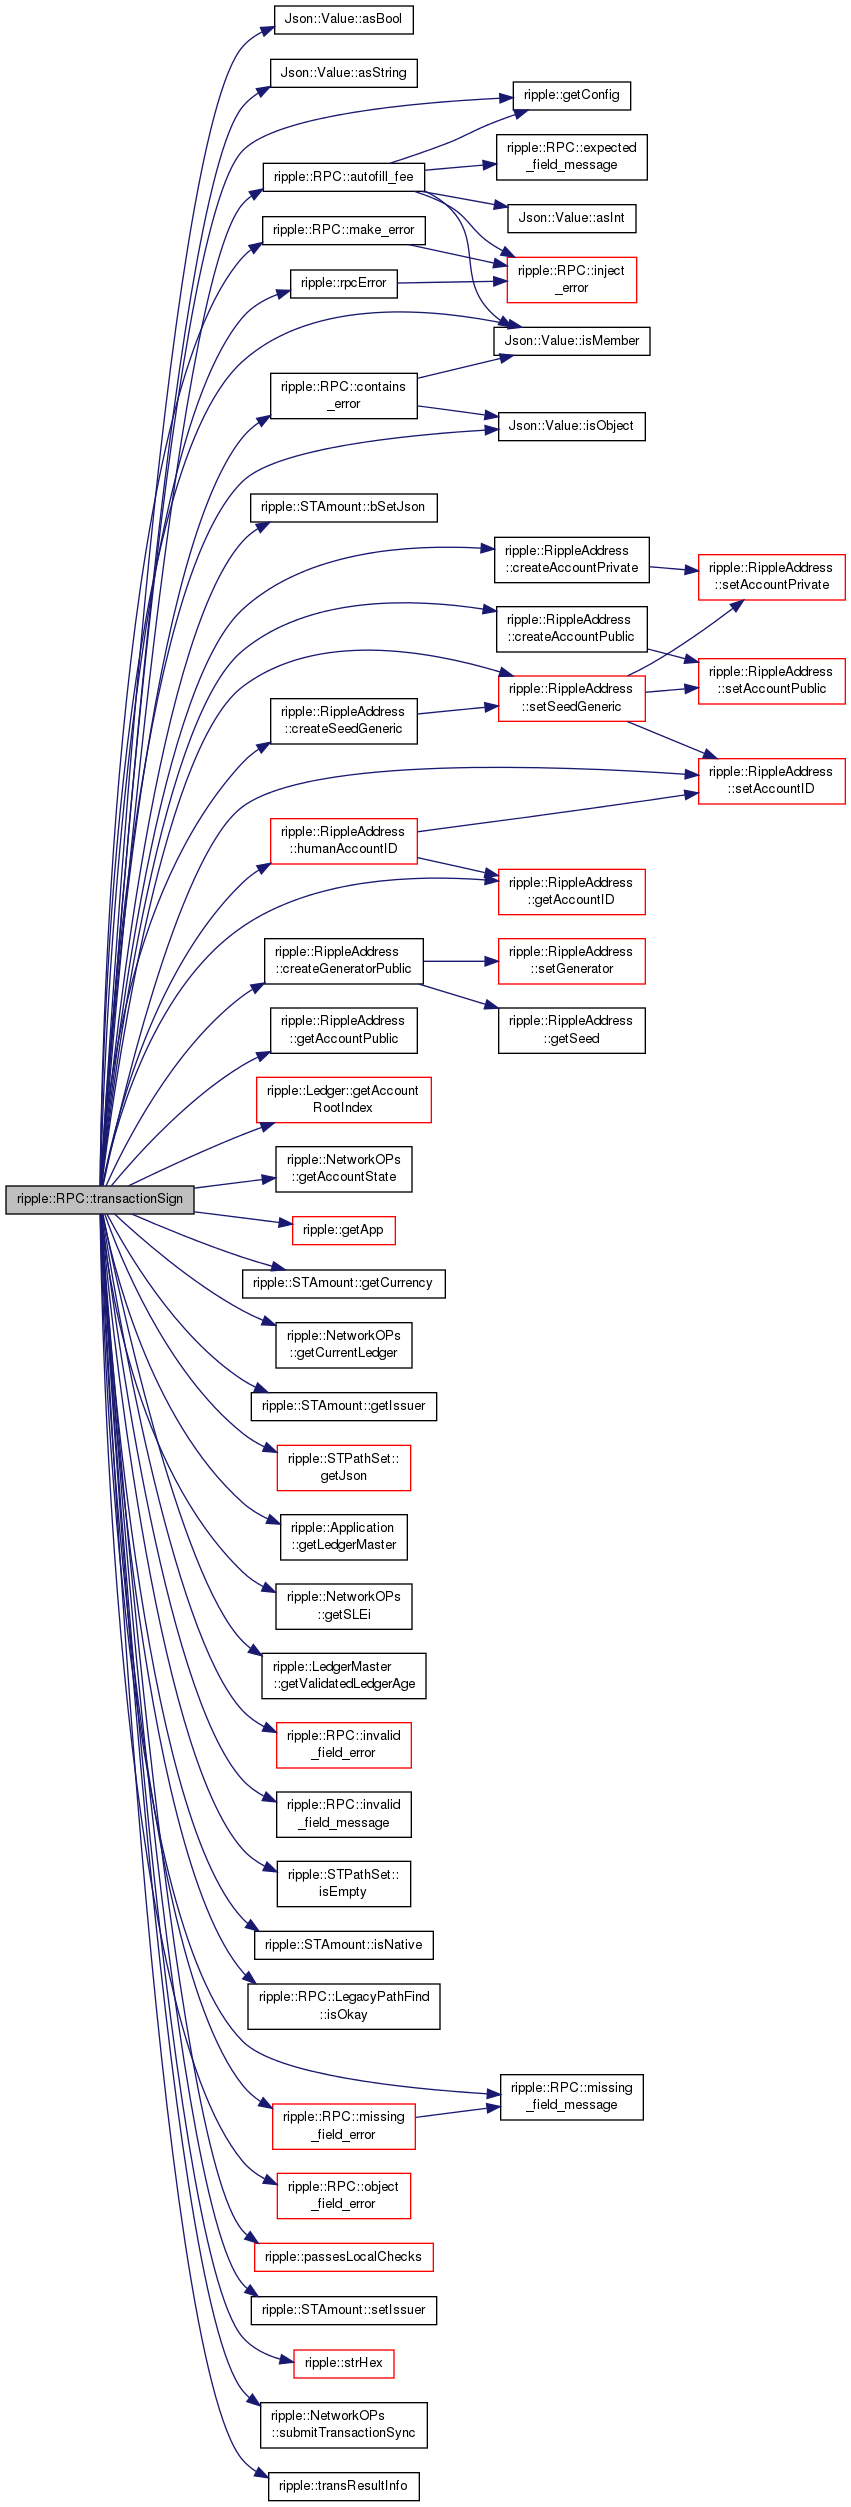 Json::Value::asBool
Json::Value::asString
ripple::getConfig
ripple::RPC::expected
_field_message
ripple::RPC::autofill_fee
Json::Value::asInt
ripple::RPC::make_error
ripple::RPC::inject
_error
ripple::rpcError
Json::Value::isMember
ripple::RPC::contains
_error
Json::Value::isObject
ripple::STAmount::bSetJson
ripple::RippleAddress
::createAccountPrivate
ripple::RippleAddress
::setAccountPrivate
ripple::RippleAddress
::createAccountPublic
ripple::RippleAddress
::setAccountPublic
ripple::RippleAddress
::setSeedGeneric
ripple::RippleAddress
::createSeedGeneric
ripple::RippleAddress
::setAccountID
ripple::RippleAddress
::humanAccountID
ripple::RippleAddress
::getAccountID
ripple::RippleAddress
::createGeneratorPublic
ripple::RippleAddress
::setGenerator
ripple::RippleAddress
::getAccountPublic
ripple::RippleAddress
::getSeed
ripple::Ledger::getAccount
RootIndex
ripple::NetworkOPs
::getAccountState
ripple::RPC::transactionSign
ripple::getApp
ripple::STAmount::getCurrency
ripple::NetworkOPs
::getCurrentLedger
ripple::STAmount::getIssuer
ripple::STPathSet::
getJson
ripple::Application
::getLedgerMaster
ripple::NetworkOPs
::getSLEi
ripple::LedgerMaster
::getValidatedLedgerAge
ripple::RPC::invalid
_field_error
ripple::RPC::invalid
_field_message
ripple::STPathSet::
isEmpty
ripple::STAmount::isNative
ripple::RPC::LegacyPathFind
::isOkay
ripple::RPC::missing
_field_message
ripple::RPC::missing
_field_error
ripple::RPC::object
_field_error
ripple::passesLocalChecks
ripple::STAmount::setIssuer
ripple::strHex
ripple::NetworkOPs
::submitTransactionSync
ripple::transResultInfo